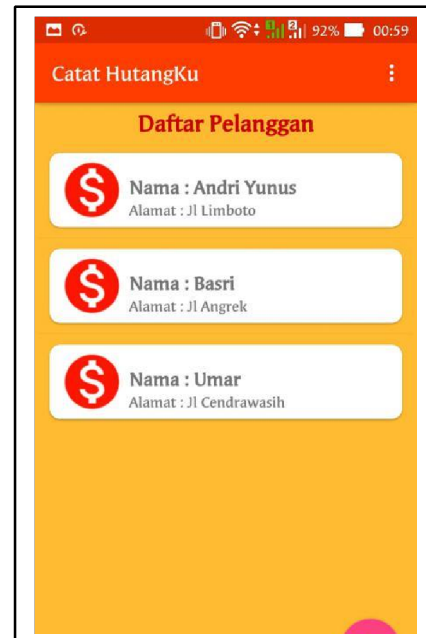 92% 00:59
Catat HutangKu
Daftar Pelanggan
Nama : Andri Yunus
Alamat : Jl Limboto
Nama : Basri
Alamat : Jl Angrek
Nama : Umar
Alamat : Jl Cendrawasih